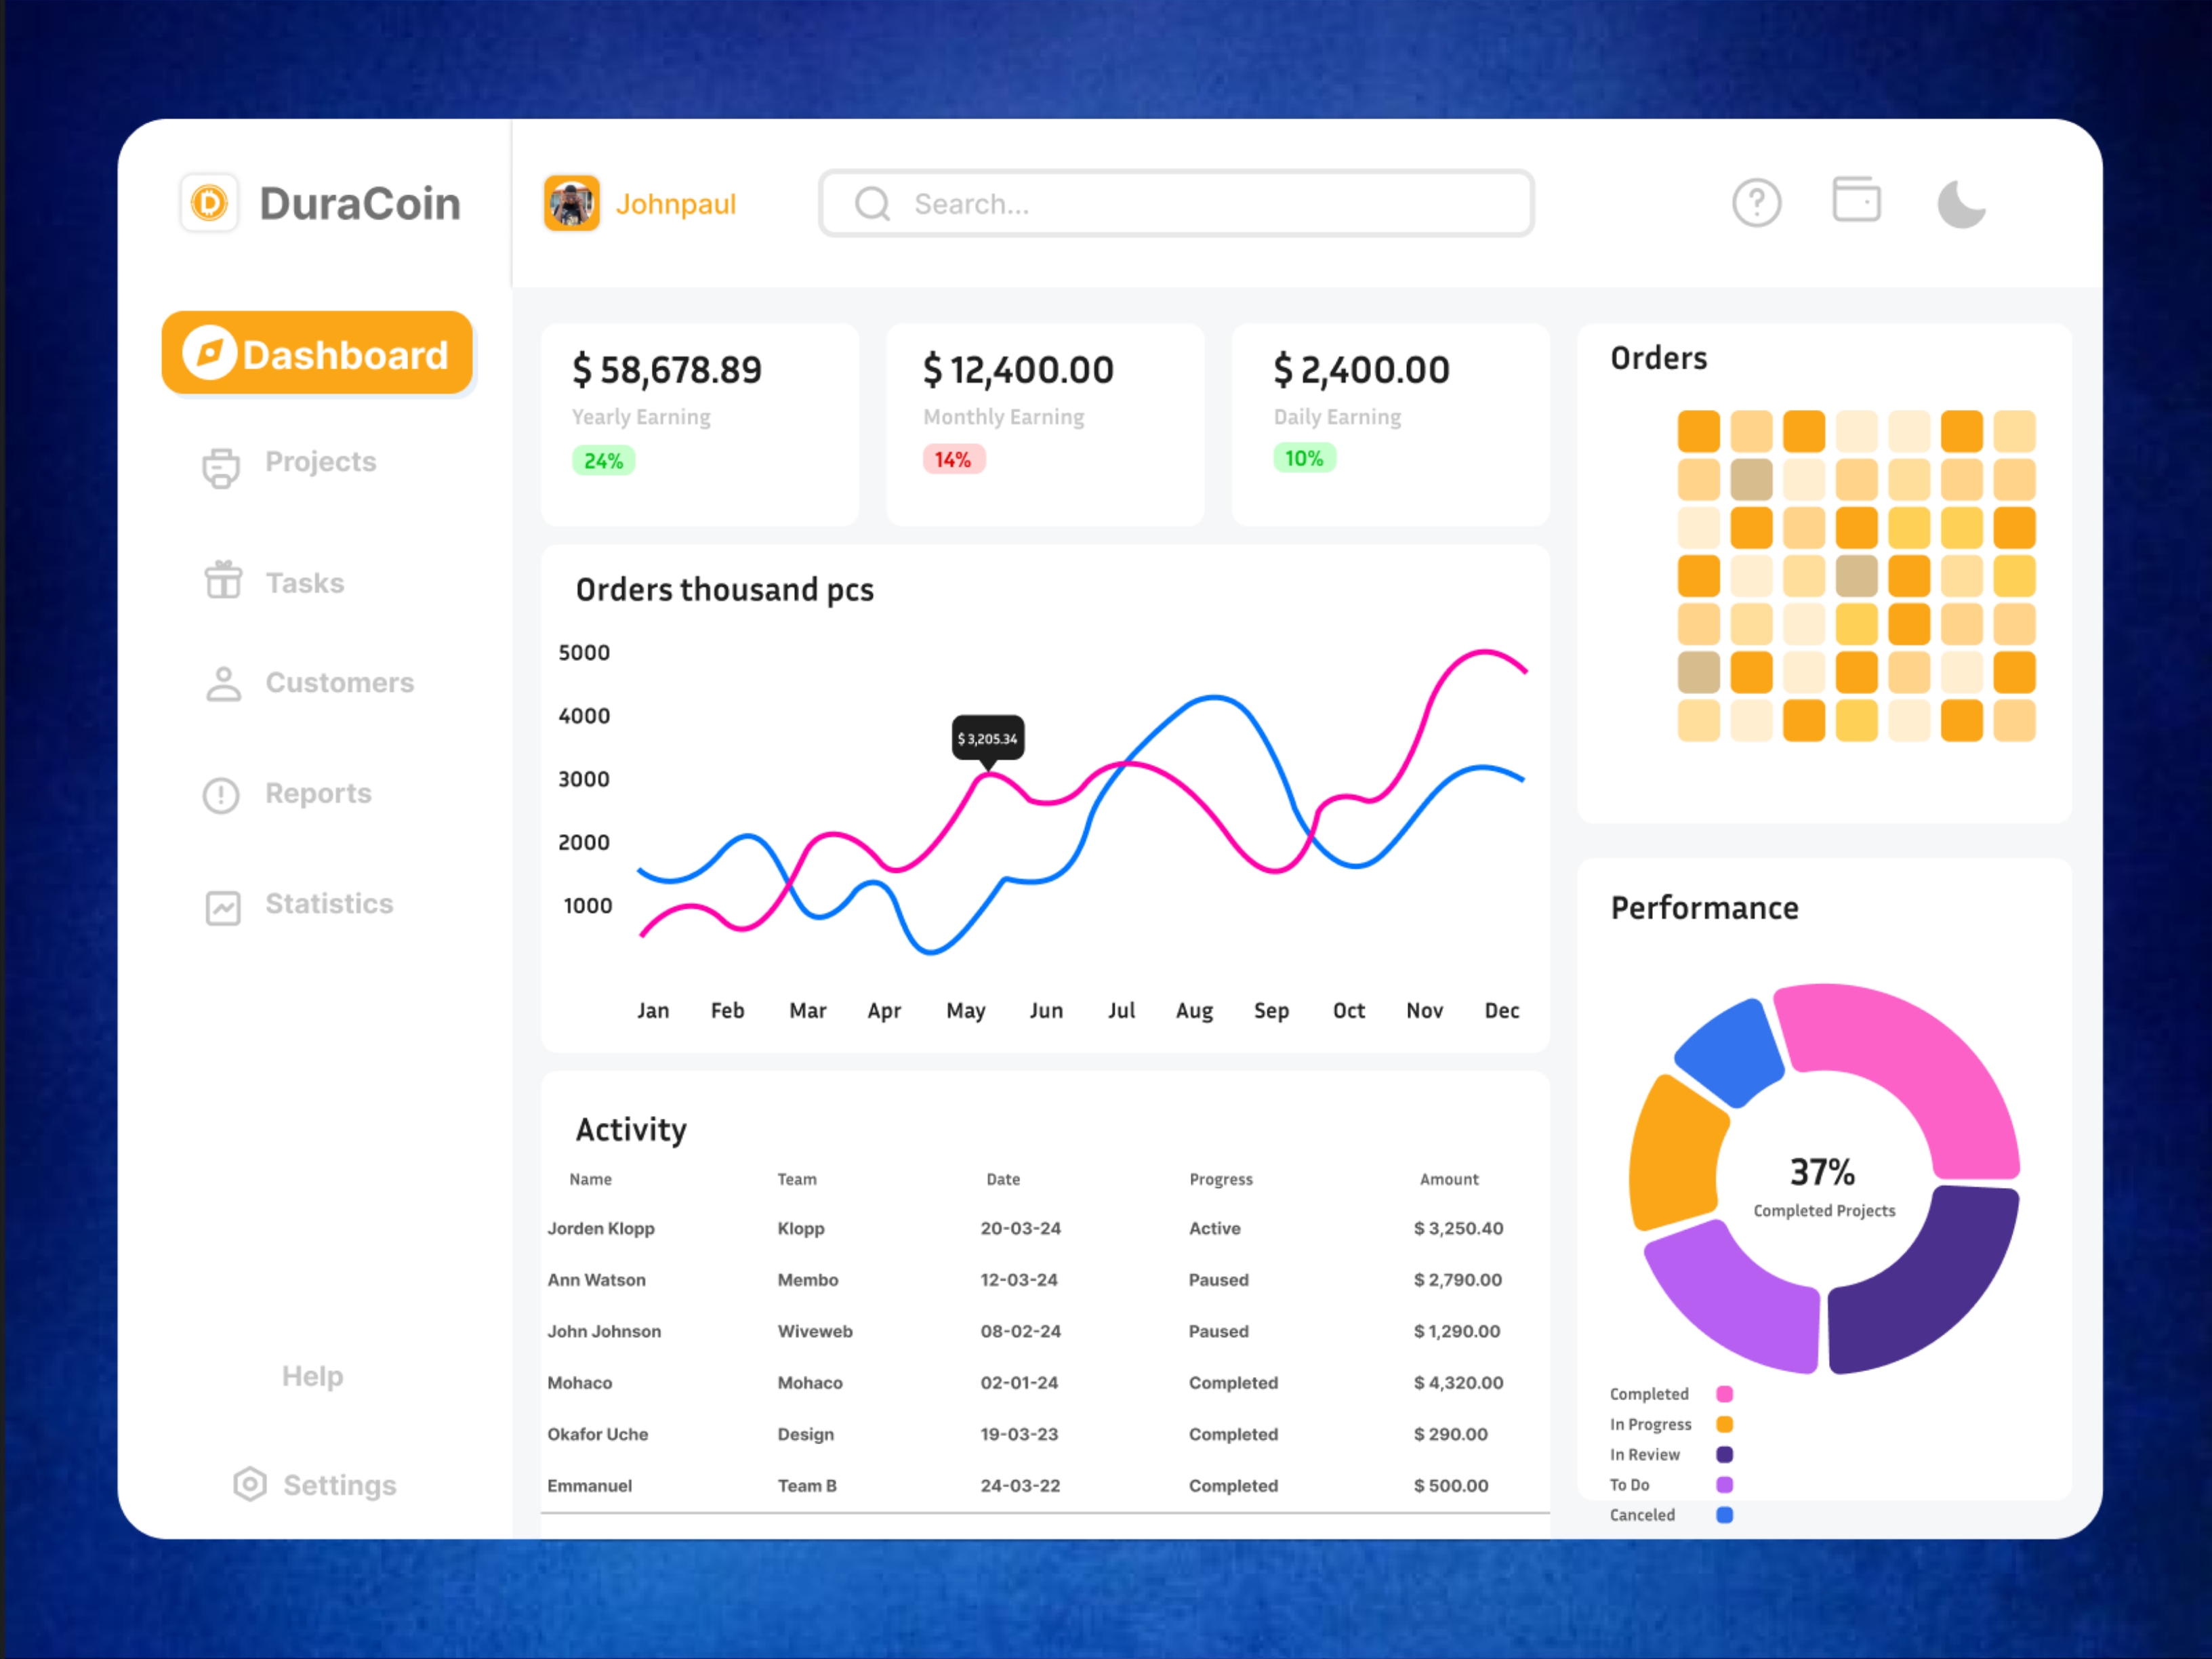 DuraCoin
Johnpaul
Search...
Dashboard
Projects
Tasks
Customers
Reports
Statistics
Help
Settings
$ 58,678.89
Yearly Earning
24%
$ 12,400.00
Monthly Earning
14%
$ 2,400.00
Daily Earning
10%
Orders thousand pcs
5000
4000
3000
2000
1000
$ 3,205.34
Jan Feb Mar Apr May Jun Jul Aug Sep Oct Nov Dec
Activity
Name Team Date Progress Amount
Jorden Klopp Klopp 20-03-24 Active $ 3,250.40
Ann Watson Membo 12-03-24 Paused $ 2,790.00
John Johnson Wiveweb 08-02-24 Paused $ 1,290.00
Mohaco Mohaco 02-01-24 Completed $ 4,320.00
Okafor Uche Design 19-03-23 Completed $ 290.00
Emmanuel Team B 24-03-22 Completed $ 500.00
Orders
Performance
37%
Completed Projects
Completed
In Progress
In Review
To Do
Canceled